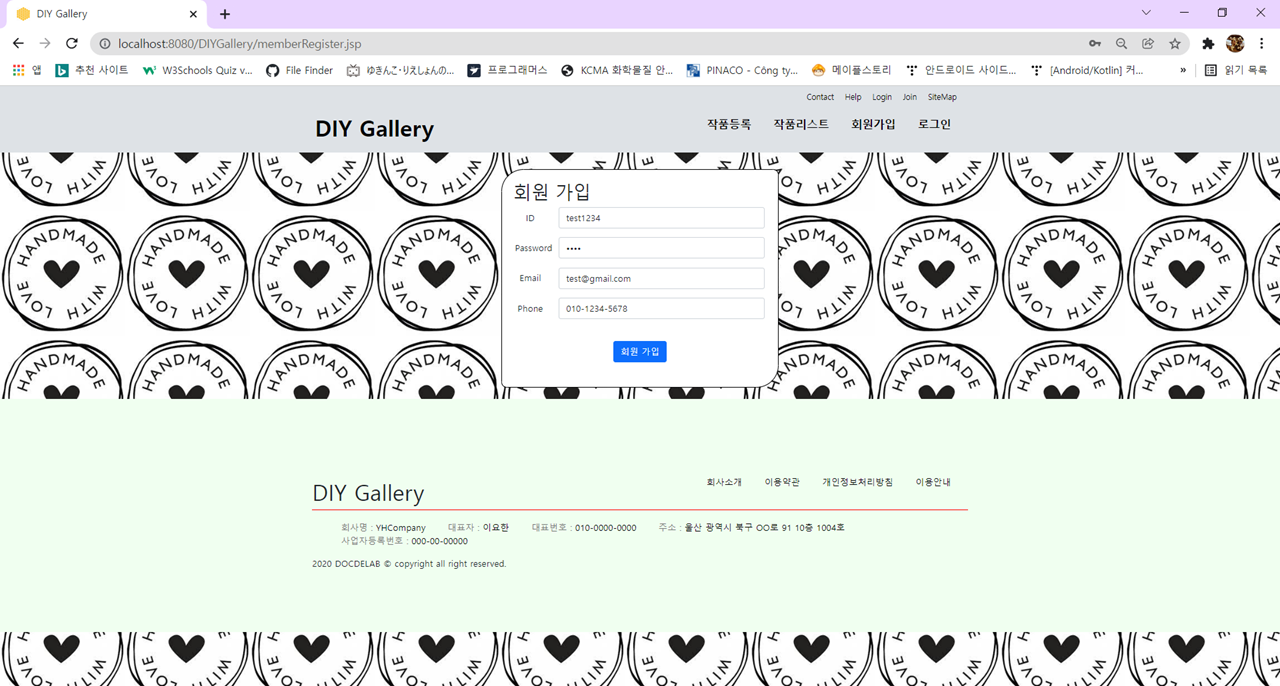 DIY Gallery
localhost:8080/DIYGallery/memberRegister.jsp
앱 추천 사이트 W3Schools Quiz v... File Finder ゆきんこ·りえしょんの... 프로그래머스 KCMA 화학물질 안... PINACO - Công ty... 메이플스토리 안드로이드 사이드... [Android/Kotlin] 커... » 읽기 목록
Contact Help Login Join SiteMap
DIY Gallery 작품등록 작품리스트 회원가입 로그인
회원 가입
ID test1234
Password ••••
Email test@gmail.com
Phone 010-1234-5678
회원 가입
HANDMADE WITH LOVE
DIY Gallery 회사소개 이용약관 개인정보처리방침 이용안내
회사명 : YHCompany 대표자 : 이요한 대표번호 : 010-0000-0000 주소 : 울산 광역시 북구 OO로 91 10층 1004호
사업자등록번호 : 000-00-00000
2020 DOCDELAB © copyright all right reserved.